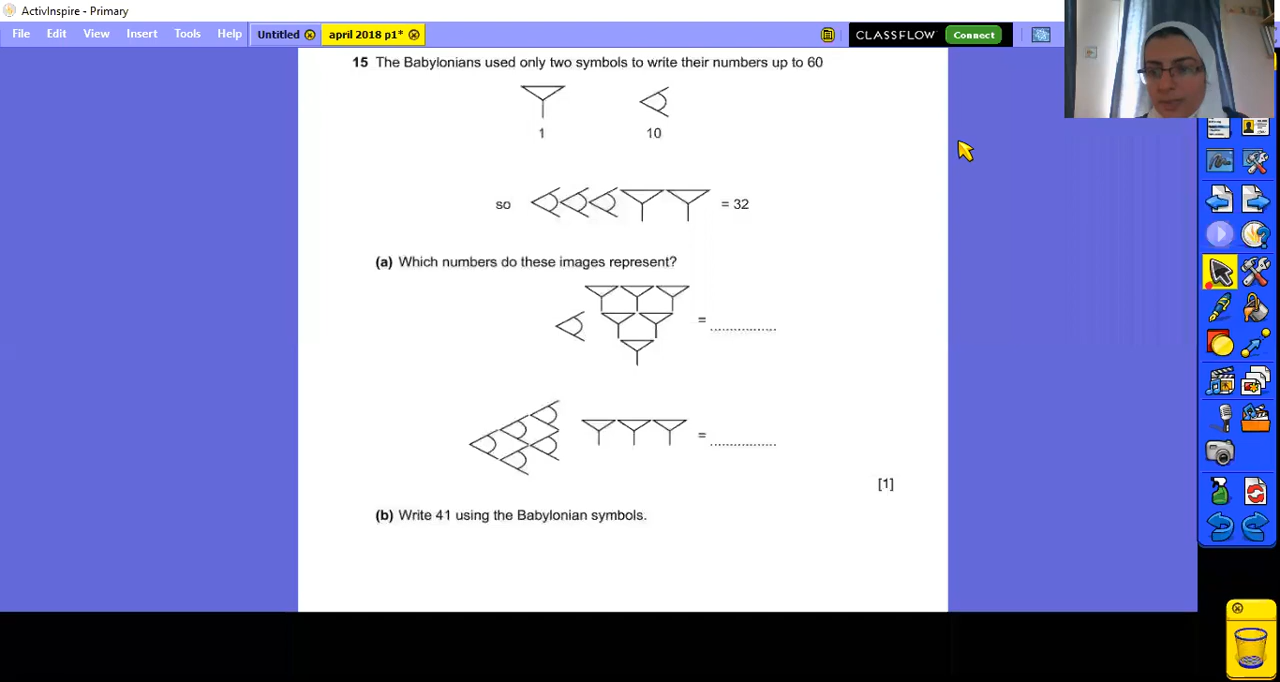 ActivInspire - Primary
File Edit View Insert Tools Help Untitled april 2018 p1* CLASSFLOW Connect
15 The Babylonians used only two symbols to write their numbers up to 60
1 10
so = 32
(a) Which numbers do these images represent?
= ..................
= ..................
[1]
(b) Write 41 using the Babylonian symbols.